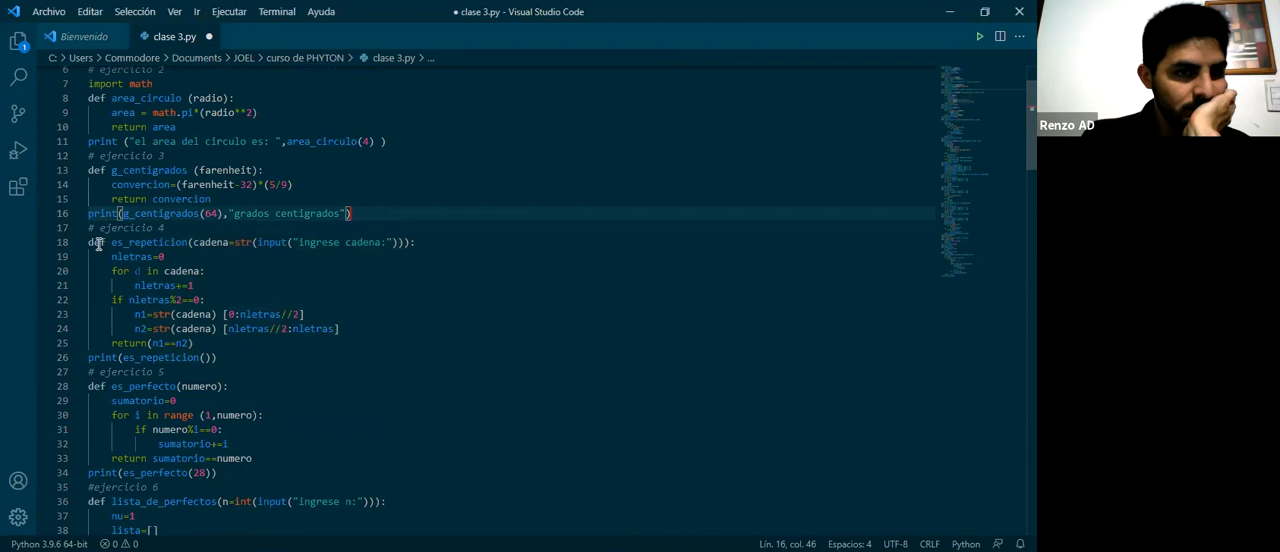 Archivo Editar Selección Ver Ir Ejecutar Terminal Ayuda
● clase 3.py - Visual Studio Code
Bienvenido
clase 3.py
C: > Users > Commodore > Documents > JOEL > curso de PHYTON > clase 3.py > ...
6 # ejercicio 2
7 import math
8 def area_circulo (radio):
9 area = math.pi*(radio**2)
10 return area
11 print ("el area del circulo es: ",area_circulo(4) )
12 # ejercicio 3
13 def g_centigrados (farenheit):
14 convercion=(farenheit-32)*(5/9)
15 return convercion
16 print(g_centigrados(64),"grados centigrados")
17 # ejercicio 4
18 def es_repeticion(cadena=str(input("ingrese cadena:"))):
19 nletras=0
20 for d in cadena:
21 nletras+=1
22 if nletras%2==0:
23 n1=str(cadena) [0:nletras//2]
24 n2=str(cadena) [nletras//2:nletras]
25 return(n1==n2)
26 print(es_repeticion())
27 # ejercicio 5
28 def es_perfecto(numero):
29 sumatorio=0
30 for i in range (1,numero):
31 if numero%i==0:
32 sumatorio+=i
33 return sumatorio==numero
34 print(es_perfecto(28))
35 #ejercicio 6
36 def lista_de_perfectos(n=int(input("ingrese n:"))):
37 nu=1
38 lista=[]
1
Python 3.9.6 64-bit 0 0
Lín. 16, col. 46 Espacios: 4 UTF-8 CRLF Python
Renzo AD